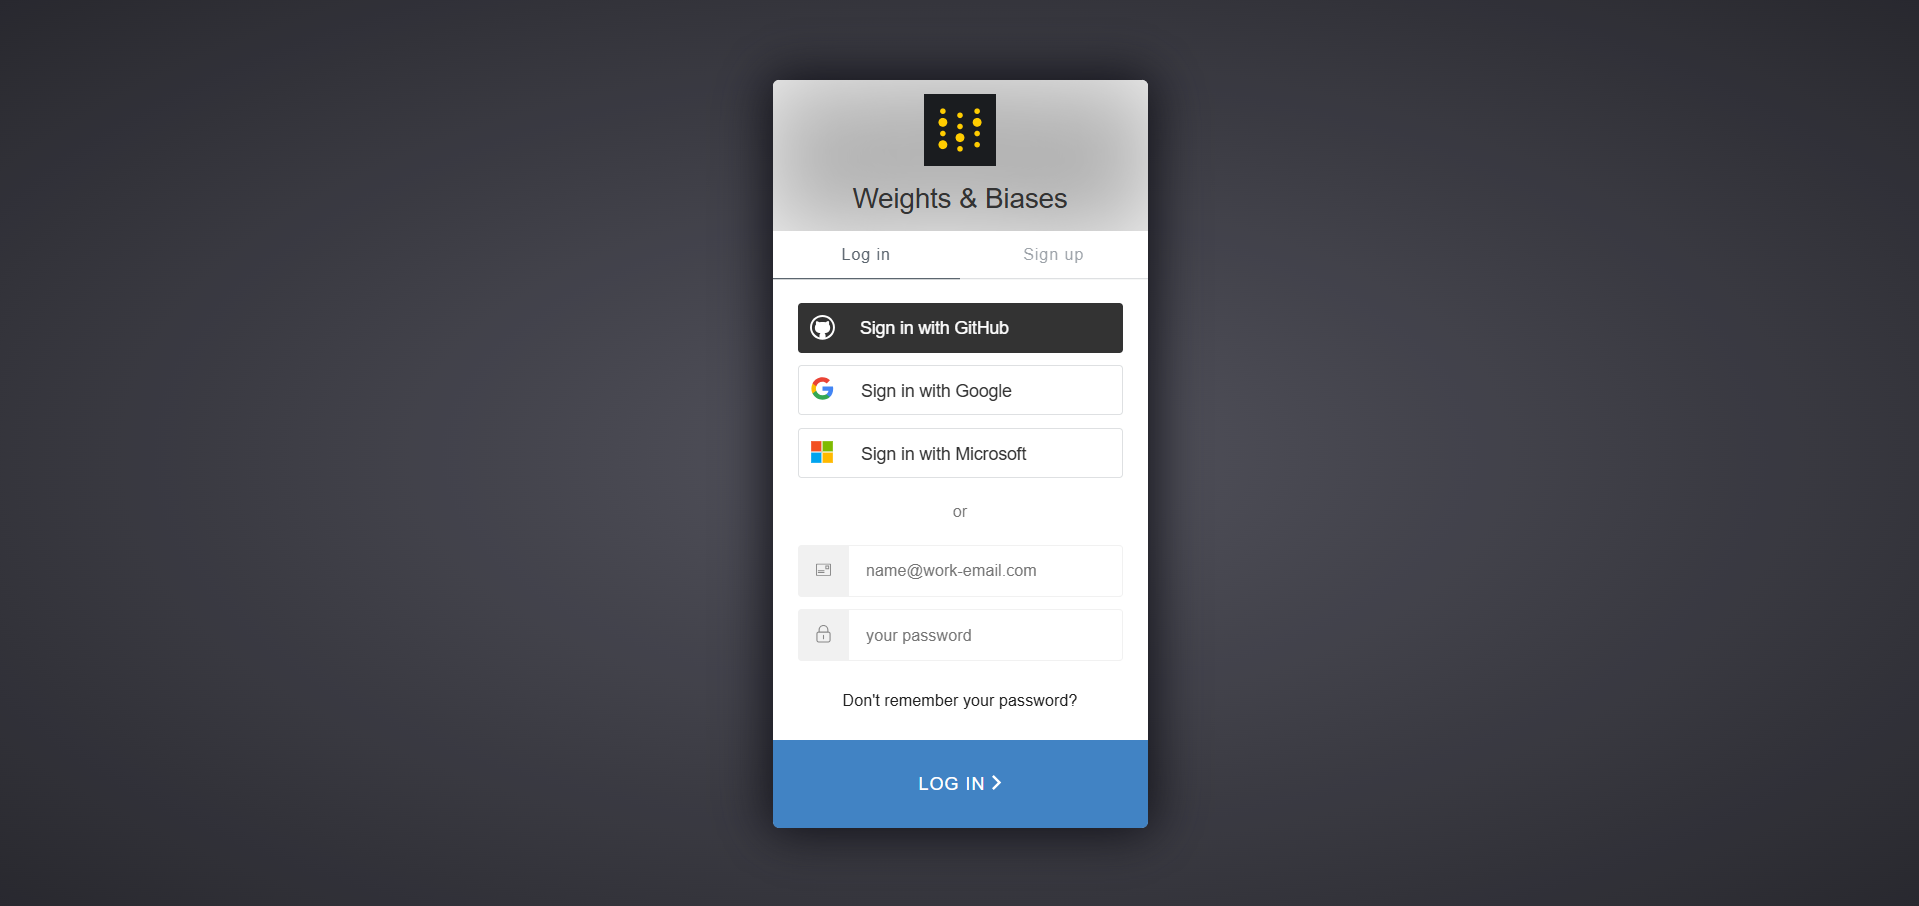 Weights & Biases
Log in
Sign up
Sign in with GitHub
Sign in with Google
Sign in with Microsoft
or
name@work-email.com
your password
Don't remember your password?
LOG IN